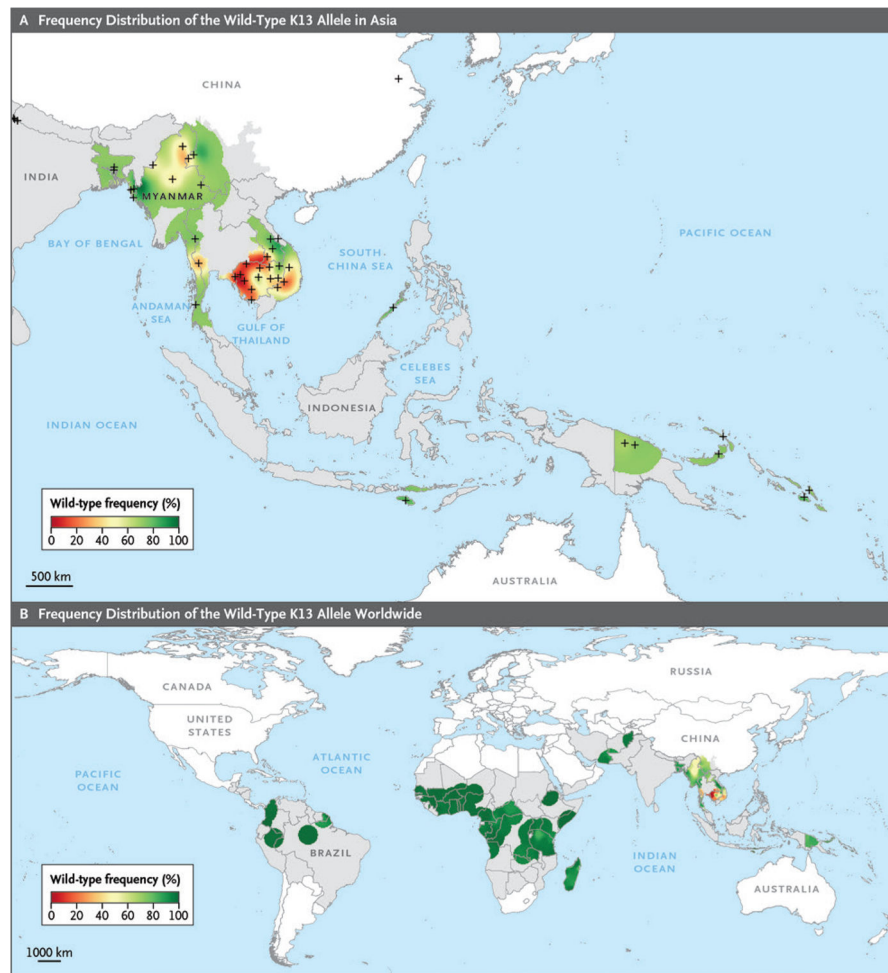 A Frequency Distribution of the Wild-Type K13 Allele in Asia
CHINA
INDIA
MYANMAR
BAY OF BENGAL
SOUTH
CHINA SEA
PACIFIC OCEAN
ANDAMAN
SEA
GULF OF
THAILAND
CELEBES
SEA
INDONESIA
INDIAN OCEAN
Wild-type frequency (%)
0 20 40 60 80 100
500 km
AUSTRALIA
B Frequency Distribution of the Wild-Type K13 Allele Worldwide
CANADA
RUSSIA
UNITED
STATES
CHINA
ATLANTIC
OCEAN
PACIFIC
OCEAN
BRAZIL
INDIAN
OCEAN
AUSTRALIA
Wild-type frequency (%)
0 20 40 60 80 100
1000 km